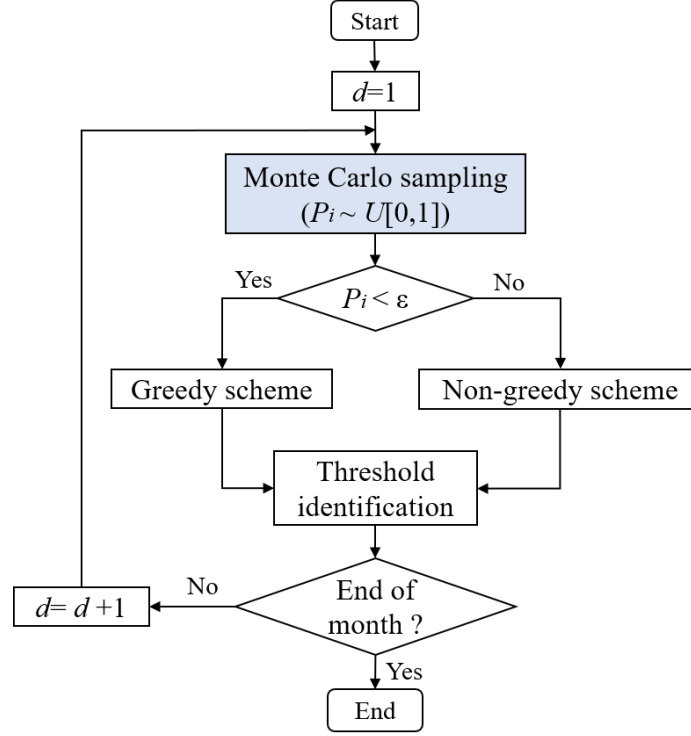 Start
d=1
Monte Carlo sampling
(Pi ~ U[0,1])
Yes
Pi < ε
No
Greedy scheme
Non-greedy scheme
Threshold
identification
No
End of
month ?
d= d +1
Yes
End